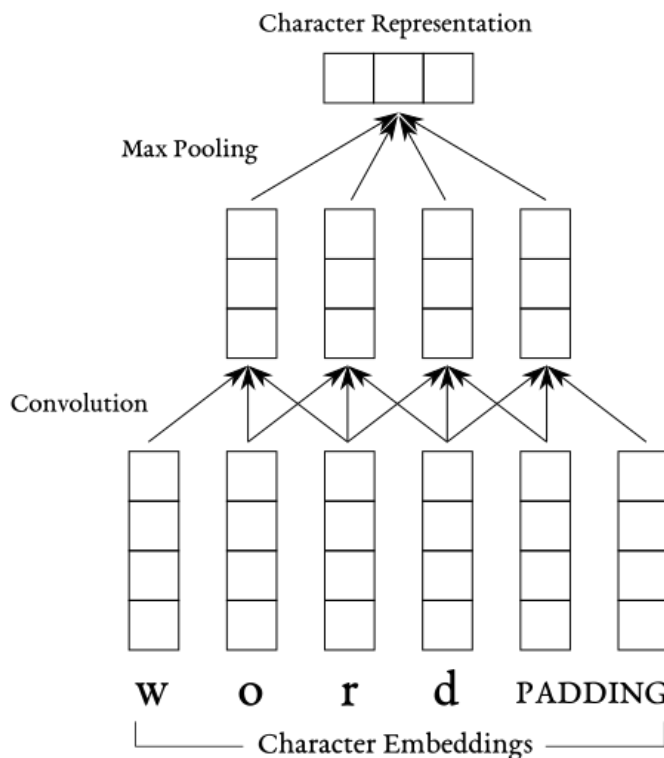 Character Representation
Max Pooling
Convolution
w o r d PADDING
Character Embeddings